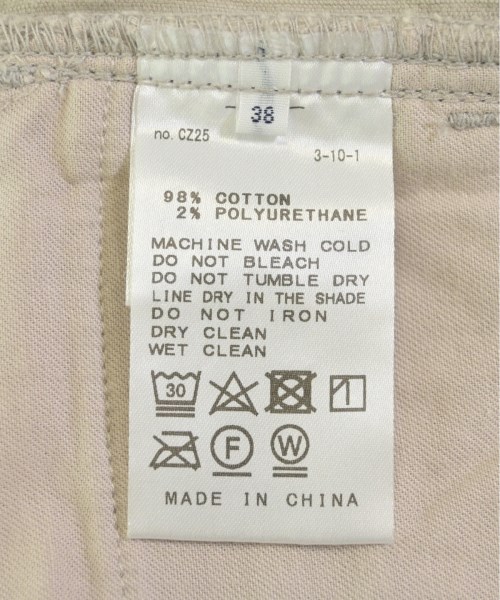 38
no. CZ25
3-10-1
98% COTTON
2% POLYURETHANE
MACHINE WASH COLD
DO NOT BLEACH
DO NOT TUMBLE DRY
LINE DRY IN THE SHADE
DO NOT IRON
DRY CLEAN
WET CLEAN
30
F W
MADE IN CHINA